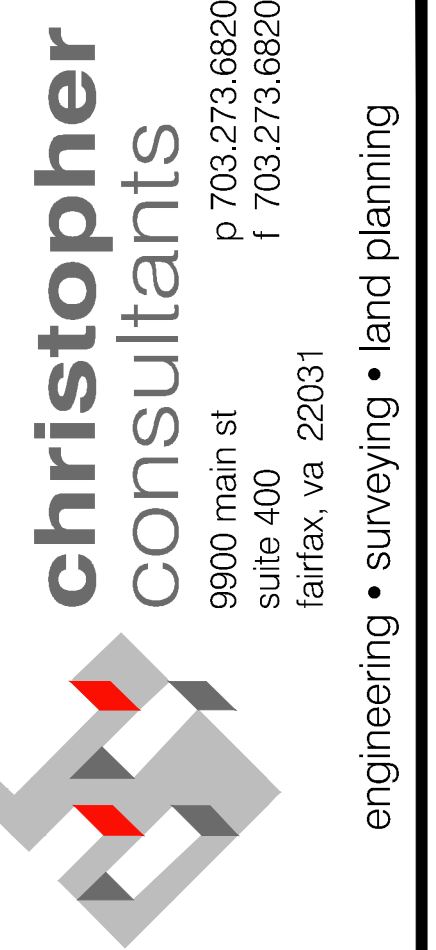 christopher
consultants
9900 main st
suite 400
fairfax, va 22031
p 703.273.6820
f 703.273.6820
engineering • surveying • land planning